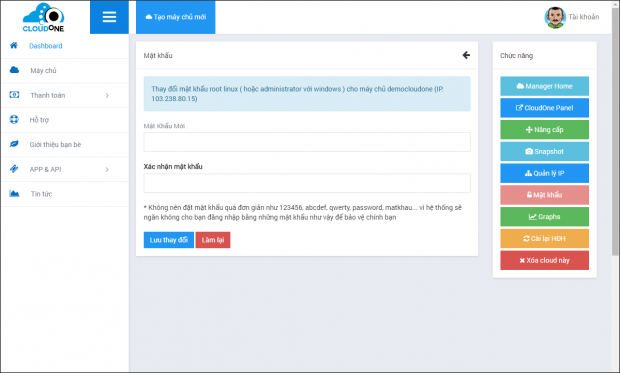 CLOUDONE
Tạo máy chủ mới
Tài khoản
Dashboard
Máy chủ
Thanh toán
Hỗ trợ
Giới thiệu bạn bè
APP & API
Tin tức
Mật khẩu
Thay đổi mật khẩu root linux ( hoặc administrator với windows ) cho máy chủ democloudone (IP:
103.238.80.15)
Mật Khẩu Mới
Xác nhận mật khẩu
* Không nên đặt mật khẩu quá đơn giản như 123456, abcdef, qwerty, password, matkhau... vì hệ thống sẽ
ngăn không cho bạn đăng nhập bằng những mật khẩu như vậy để bảo vệ chính bạn
Lưu thay đổi
Làm lại
Chức năng
Manager Home
CloudOne Panel
Nâng cấp
Snapshot
Quản lý IP
Mật khẩu
Graphs
Cài lại HĐH
Xóa cloud này